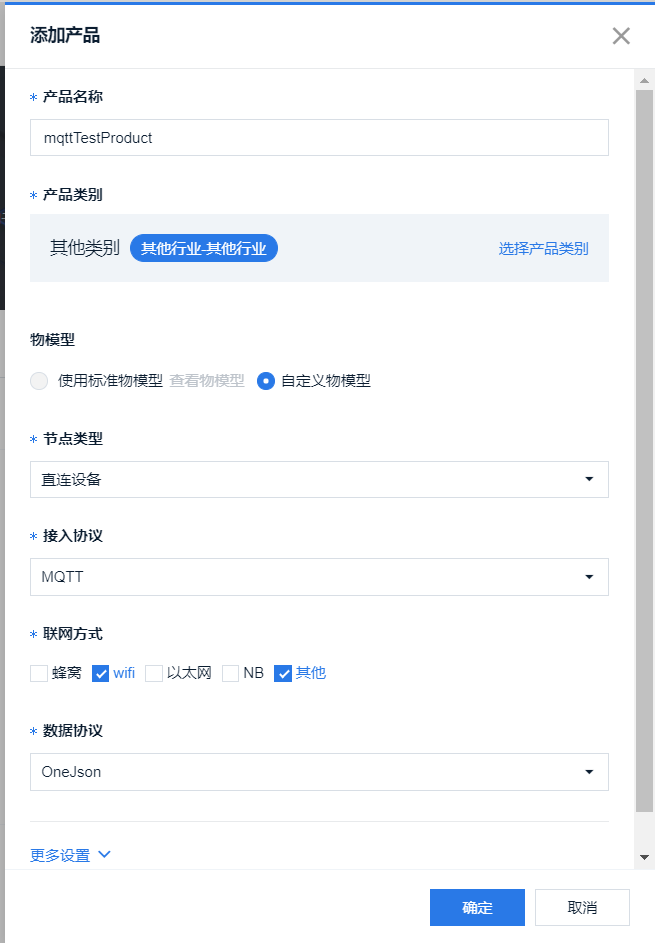 添加产品
* 产品名称
mqttTestProduct
* 产品类别
其他类别 其他行业-其他行业 选择产品类别
物模型
使用标准物模型 查看物模型 自定义物模型
* 节点类型
直连设备
* 接入协议
MQTT
* 联网方式
蜂窝 wifi 以太网 NB 其他
* 数据协议
OneJson
更多设置
确定 取消